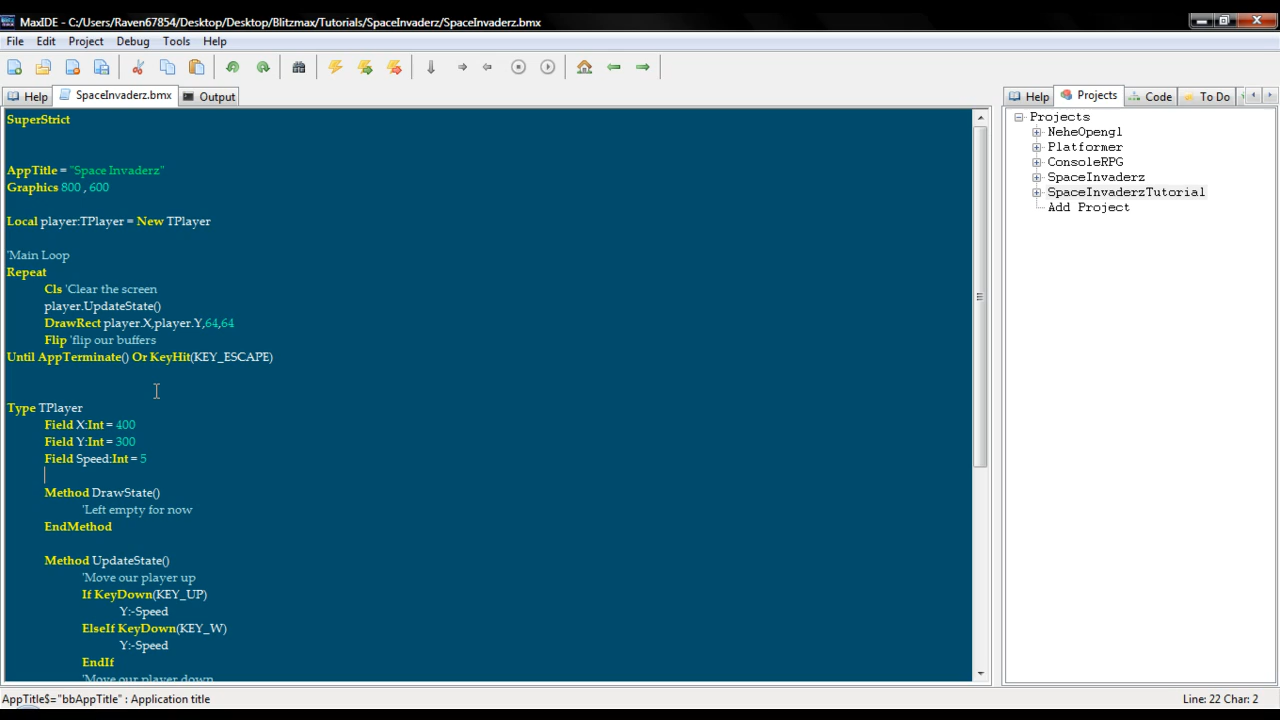 MaxIDE - C:/Users/Raven67854/Desktop/Desktop/Blitzmax/Tutorials/SpaceInvaderz/SpaceInvaderz.bmx
File Edit Project Debug Tools Help
Help SpaceInvaderz.bmx Output
SuperStrict
AppTitle = "Space Invaderz"
Graphics 800 , 600
Local player:TPlayer = New TPlayer
'Main Loop
Repeat
Cls 'Clear the screen
player.UpdateState()
DrawRect player.X,player.Y,64,64
Flip 'flip our buffers
Until AppTerminate() Or KeyHit(KEY_ESCAPE)
Type TPlayer
Field X:Int = 400
Field Y:Int = 300
Field Speed:Int = 5
Method DrawState()
'Left empty for now
EndMethod
Method UpdateState()
'Move our player up
If KeyDown(KEY_UP)
Y:-Speed
ElseIf KeyDown(KEY_W)
Y:-Speed
EndIf
'Move our player down
Help Projects Code To Do
Projects
NeheOpengl
Platformer
ConsoleRPG
SpaceInvaderz
SpaceInvaderzTutorial
Add Project
AppTitle$="bbAppTitle" : Application title
Line: 22 Char: 2